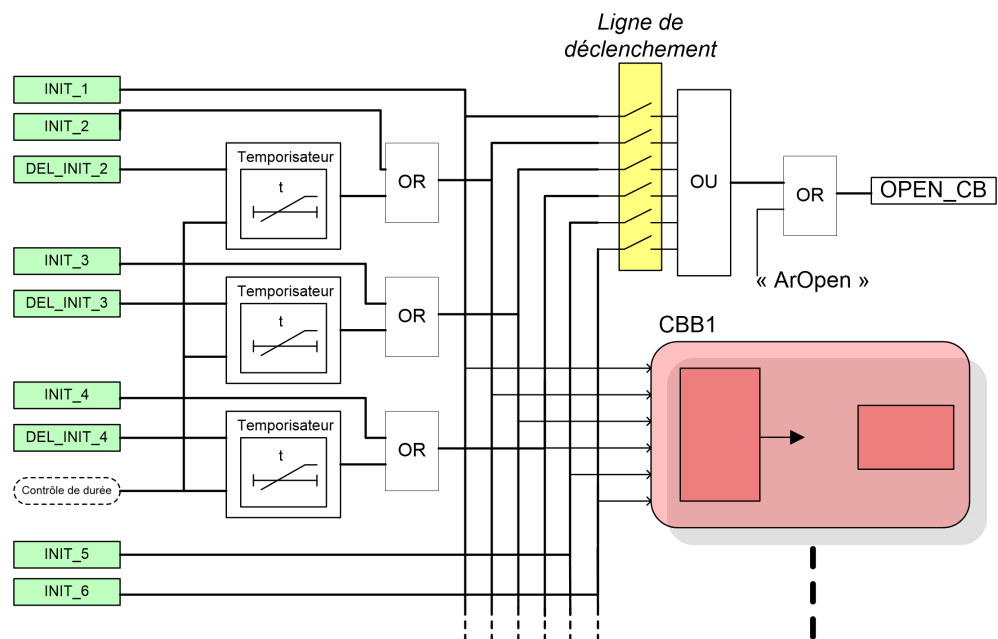 Ligne de
déclenchement
INIT_1
INIT_2
DEL_INIT_2
Temporisateur
t
OR
OU
OR
OPEN_CB
« ArOpen »
INIT_3
DEL_INIT_3
Temporisateur
t
OR
CBB1
INIT_4
DEL_INIT_4
Temporisateur
t
OR
Contrôle de durée
INIT_5
INIT_6